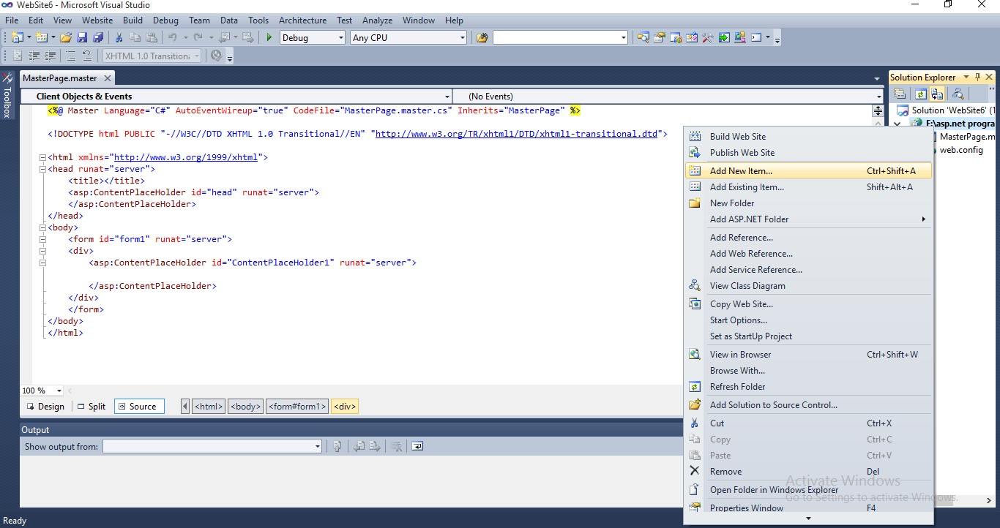 WebSite6 - Microsoft Visual Studio
File Edit View Website Build Debug Team Data Tools Architecture Test Analyze Window Help
Debug Any CPU
XHTML 1.0 Transition
Toolbox
MasterPage.master
Solution Explorer
Client Objects & Events (No Events)
<%@ Master Language="C#" AutoEventWireup="true" CodeFile="MasterPage.master.cs" Inherits="MasterPage" %>
<!DOCTYPE html PUBLIC "-//W3C//DTD XHTML 1.0 Transitional//EN" "http://www.w3.org/TR/xhtml1/DTD/xhtml1-transitional.dtd">
<html xmlns="http://www.w3.org/1999/xhtml">
<head runat="server">
<title></title>
<asp:ContentPlaceHolder id="head" runat="server">
</asp:ContentPlaceHolder>
</head>
<body>
<form id="form1" runat="server">
<div>
<asp:ContentPlaceHolder id="ContentPlaceHolder1" runat="server">
</asp:ContentPlaceHolder>
</div>
</form>
</body>
</html>
Solution 'WebSite6' (1
E:\asp.net progra
MasterPage.m
web.config
Build Web Site
Publish Web Site
Add New Item... Ctrl+Shift+A
Add Existing Item... Shift+Alt+A
New Folder
Add ASP.NET Folder
Add Reference...
Add Web Reference...
Add Service Reference...
View Class Diagram
Copy Web Site...
Start Options...
Set as StartUp Project
View in Browser Ctrl+Shift+W
Browse With...
Refresh Folder
Add Solution to Source Control...
Cut Ctrl+X
Copy Ctrl+C
Paste Ctrl+V
Remove Del
Open Folder in Windows Explorer
Properties Window F4
100 %
Design Split Source <html> <body> <form#form1> <div>
Output
Show output from:
Activate Windows
Go to Settings to activate Windows.
Ready